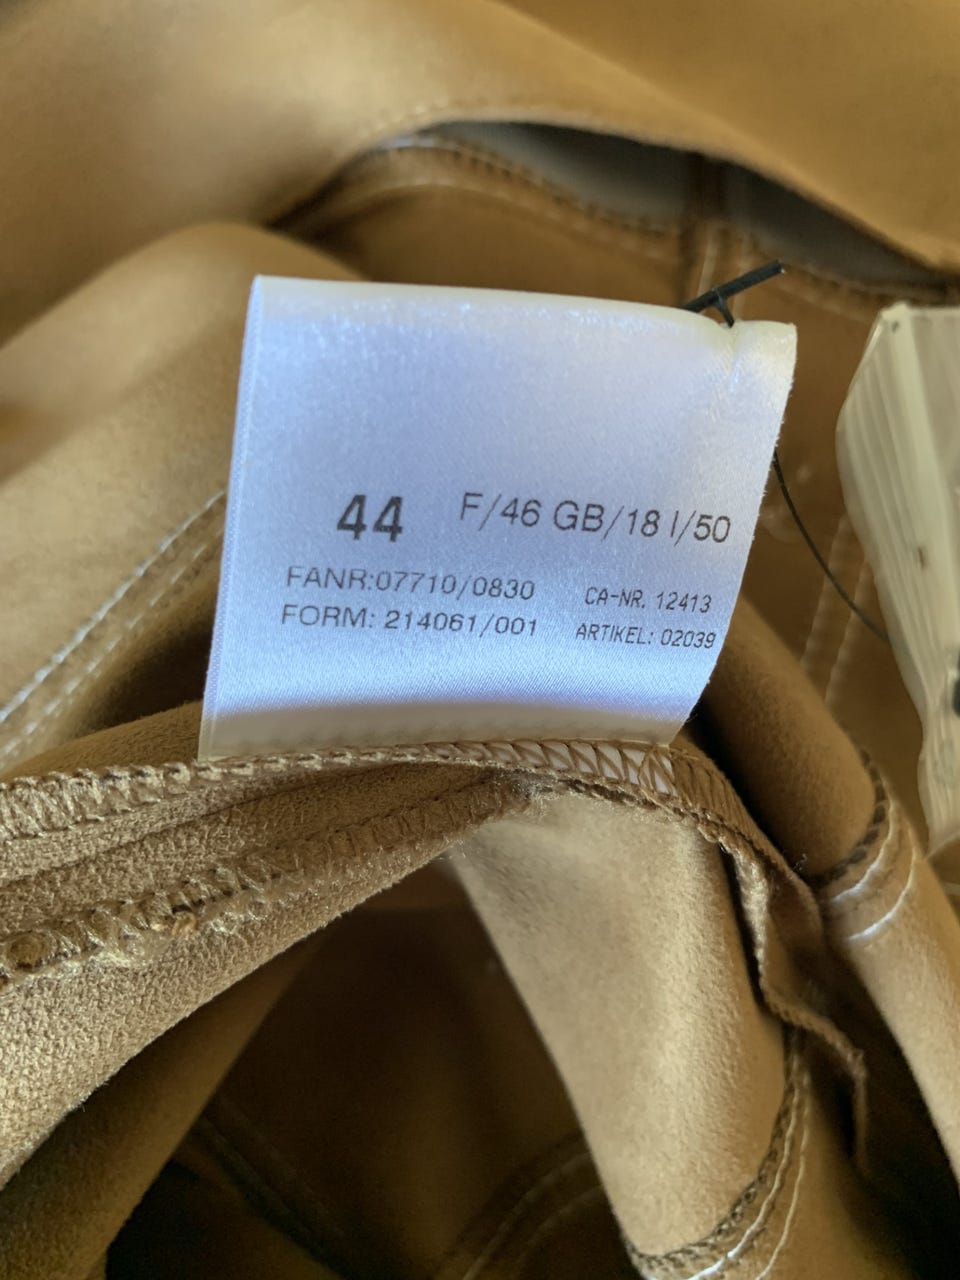 44 F/46 GB/18 I/50
FANR:07710/0830 CA-NR. 12413
FORM: 214061/001 ARTIKEL: 02039